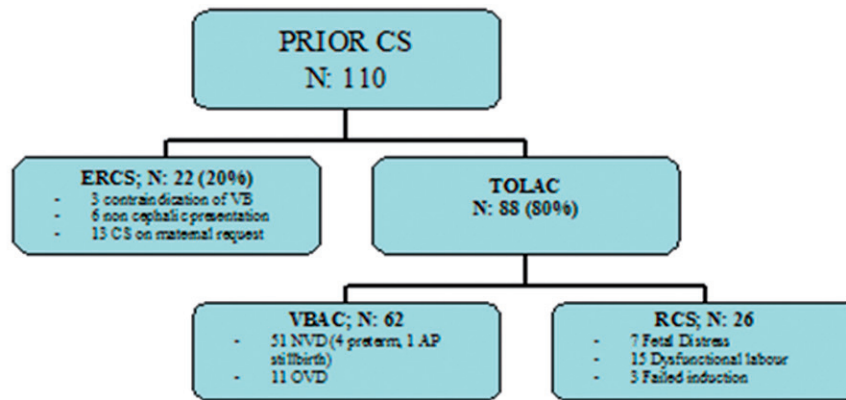 PRIOR CS
N: 110
ERCS; N: 22 (20%)
- 3 contraindication of VB
- 6 non cephalic presentation
- 13 CS on maternal request
TOLAC
N: 88 (80%)
VBAC; N: 62
- 51 NVD (4 preterm, 1 AP
stillbirth)
- 11 OVD
RCS; N: 26
- 7 Fetal Distress
- 15 Dysfunctional labour
- 3 Failed induction